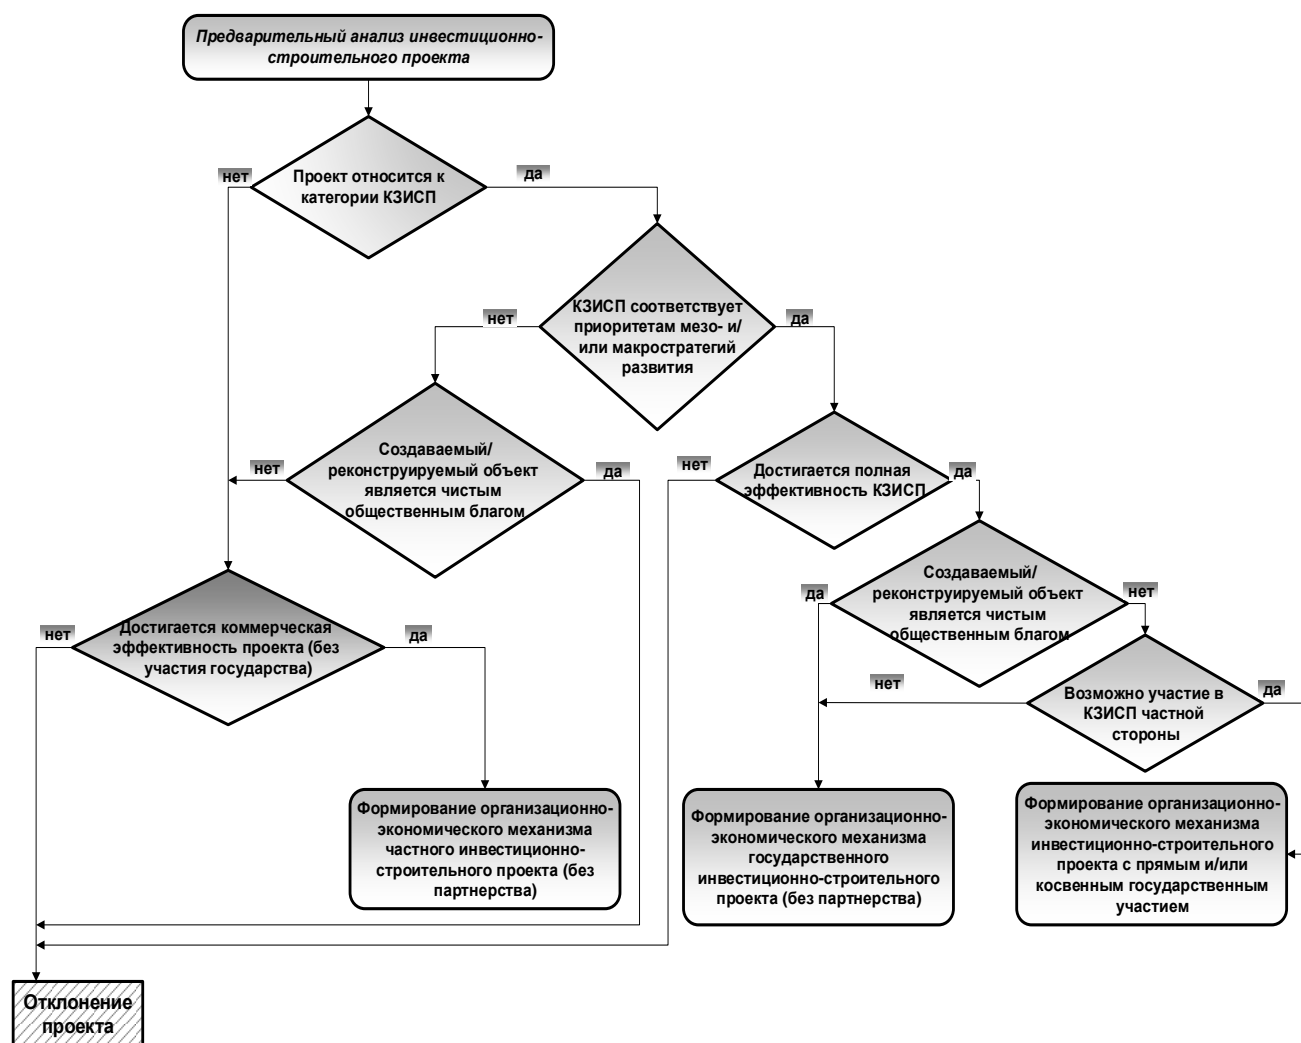 Предварительный анализ инвестиционно-
строительного проекта
нет
да
Проект относится к
категории КЗИСП
нет
да
КЗИСП соответствует
приоритетам мезо- и/
или макростратегий
развития
нет
да
Создаваемый/
реконструируемый объект
является чистым
общественным благом
нет
да
Достигается полная
эффективность КЗИСП
да
нет
Создаваемый/
реконструируемый объект
является чистым
общественным благом
нет
да
Достигается коммерческая
эффективность проекта (без
участия государства)
нет
да
Возможно участие в
КЗИСП частной
стороны
Формирование организационно-
экономического механизма
частного инвестиционно-
строительного проекта (без
партнерства)
Формирование организационно-
экономического механизма
государственного
инвестиционно-строительного
проекта (без партнерства)
Формирование организационно-
экономического механизма
инвестиционно-строительного
проекта с прямым и/или
косвенным государственным
участием
Отклонение
проекта